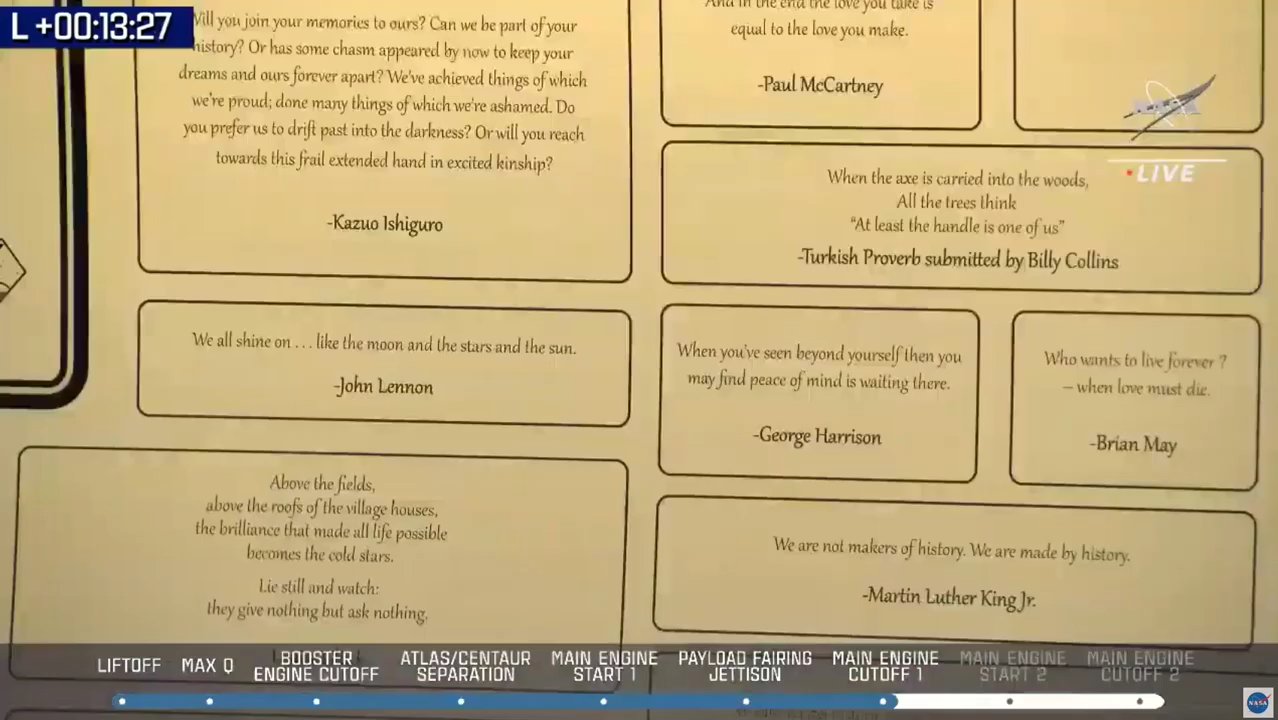 L +00:13:27
Will you join your memories to ours? Can we be part of your
history? Or has some chasm appeared by now to keep your
dreams and ours forever apart? We've achieved things of which
we're proud; done many things of which we're ashamed. Do
you prefer us to drift past into the darkness? Or will you reach
towards this frail extended hand in excited kinship?
-Kazuo Ishiguro
And in the end the love you take is
equal to the love you make.
-Paul McCartney
NASA
LIVE
When the axe is carried into the woods,
All the trees think
“At least the handle is one of us”
-Turkish Proverb submitted by Billy Collins
We all shine on . . . like the moon and the stars and the sun.
-John Lennon
When you've seen beyond yourself then you
may find peace of mind is waiting there.
-George Harrison
Who wants to live forever ?
– when love must die.
-Brian May
Above the fields,
above the roofs of the village houses,
the brilliance that made all life possible
becomes the cold stars.
Lie still and watch:
they give nothing but ask nothing.
We are not makers of history. We are made by history.
-Martin Luther King Jr.
LIFTOFF
MAX Q
BOOSTER
ENGINE CUTOFF
ATLAS/CENTAUR
SEPARATION
MAIN ENGINE
START 1
PAYLOAD FAIRING
JETTISON
MAIN ENGINE
CUTOFF 1
MAIN ENGINE
START 2
MAIN ENGINE
CUTOFF 2
NASA